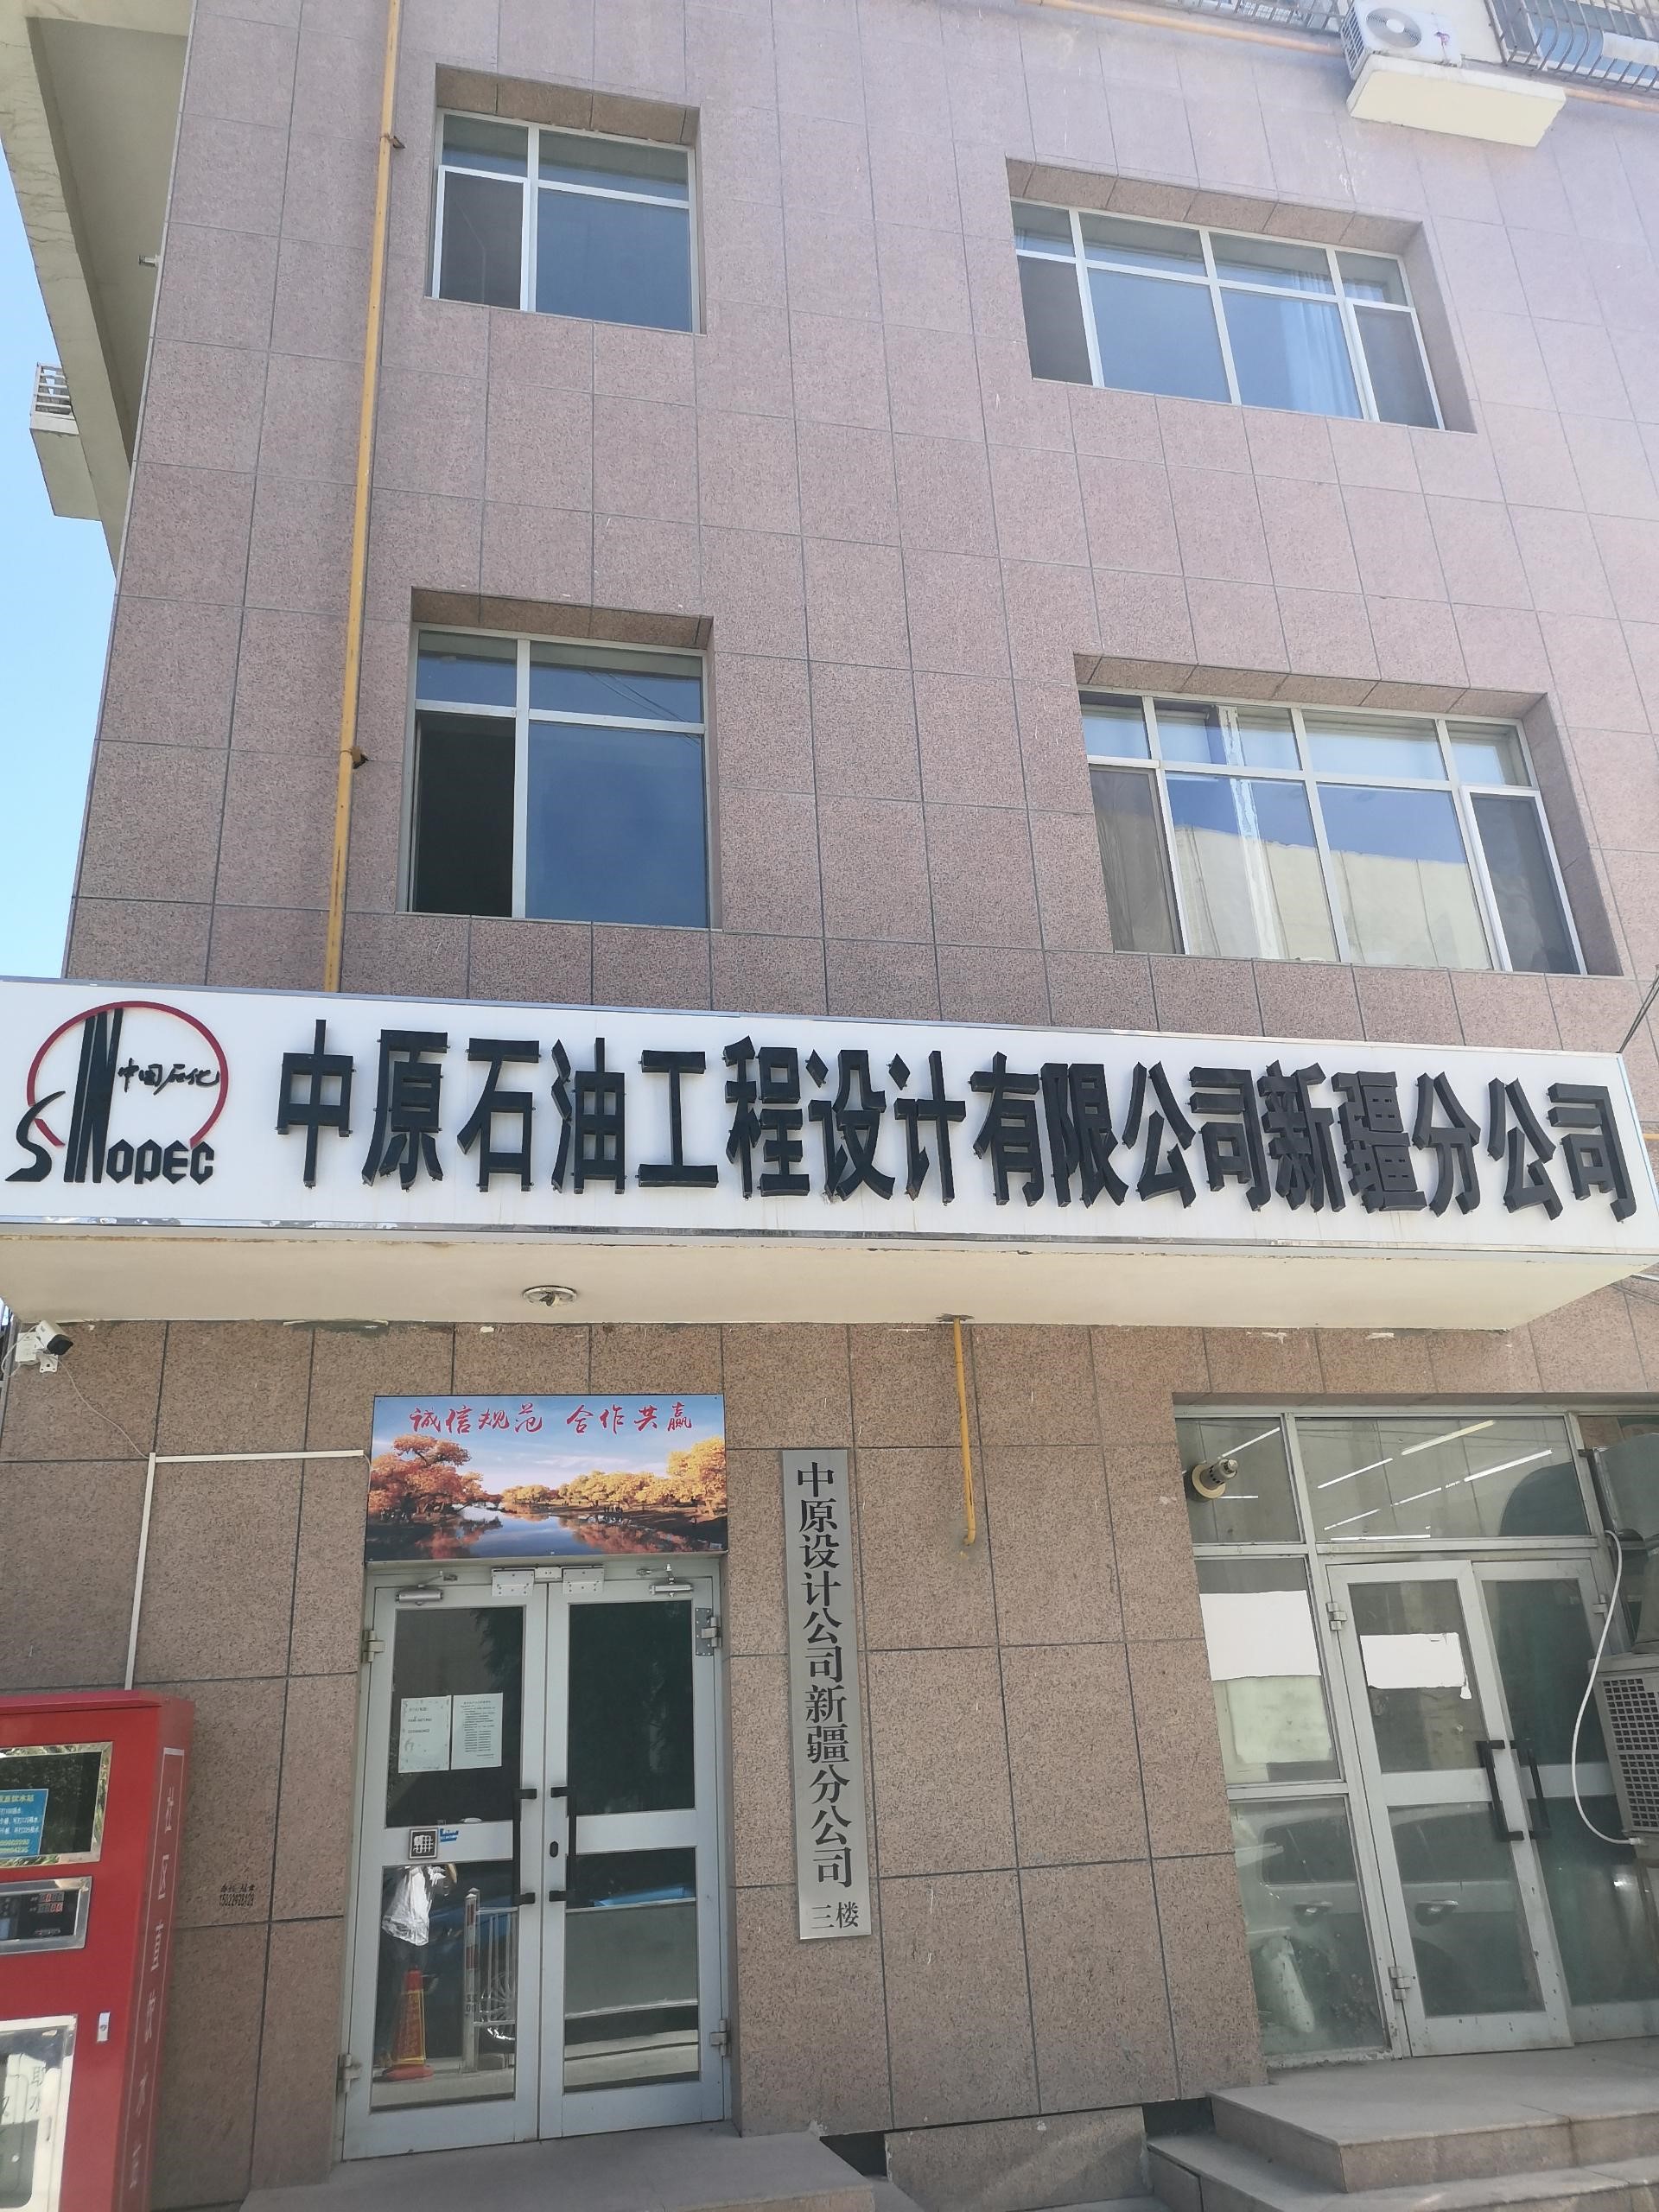 中国石化
SINOPEC
中原石油工程设计有限公司新疆分公司
诚信规范 合作共赢
中原设计公司新疆分公司
三楼